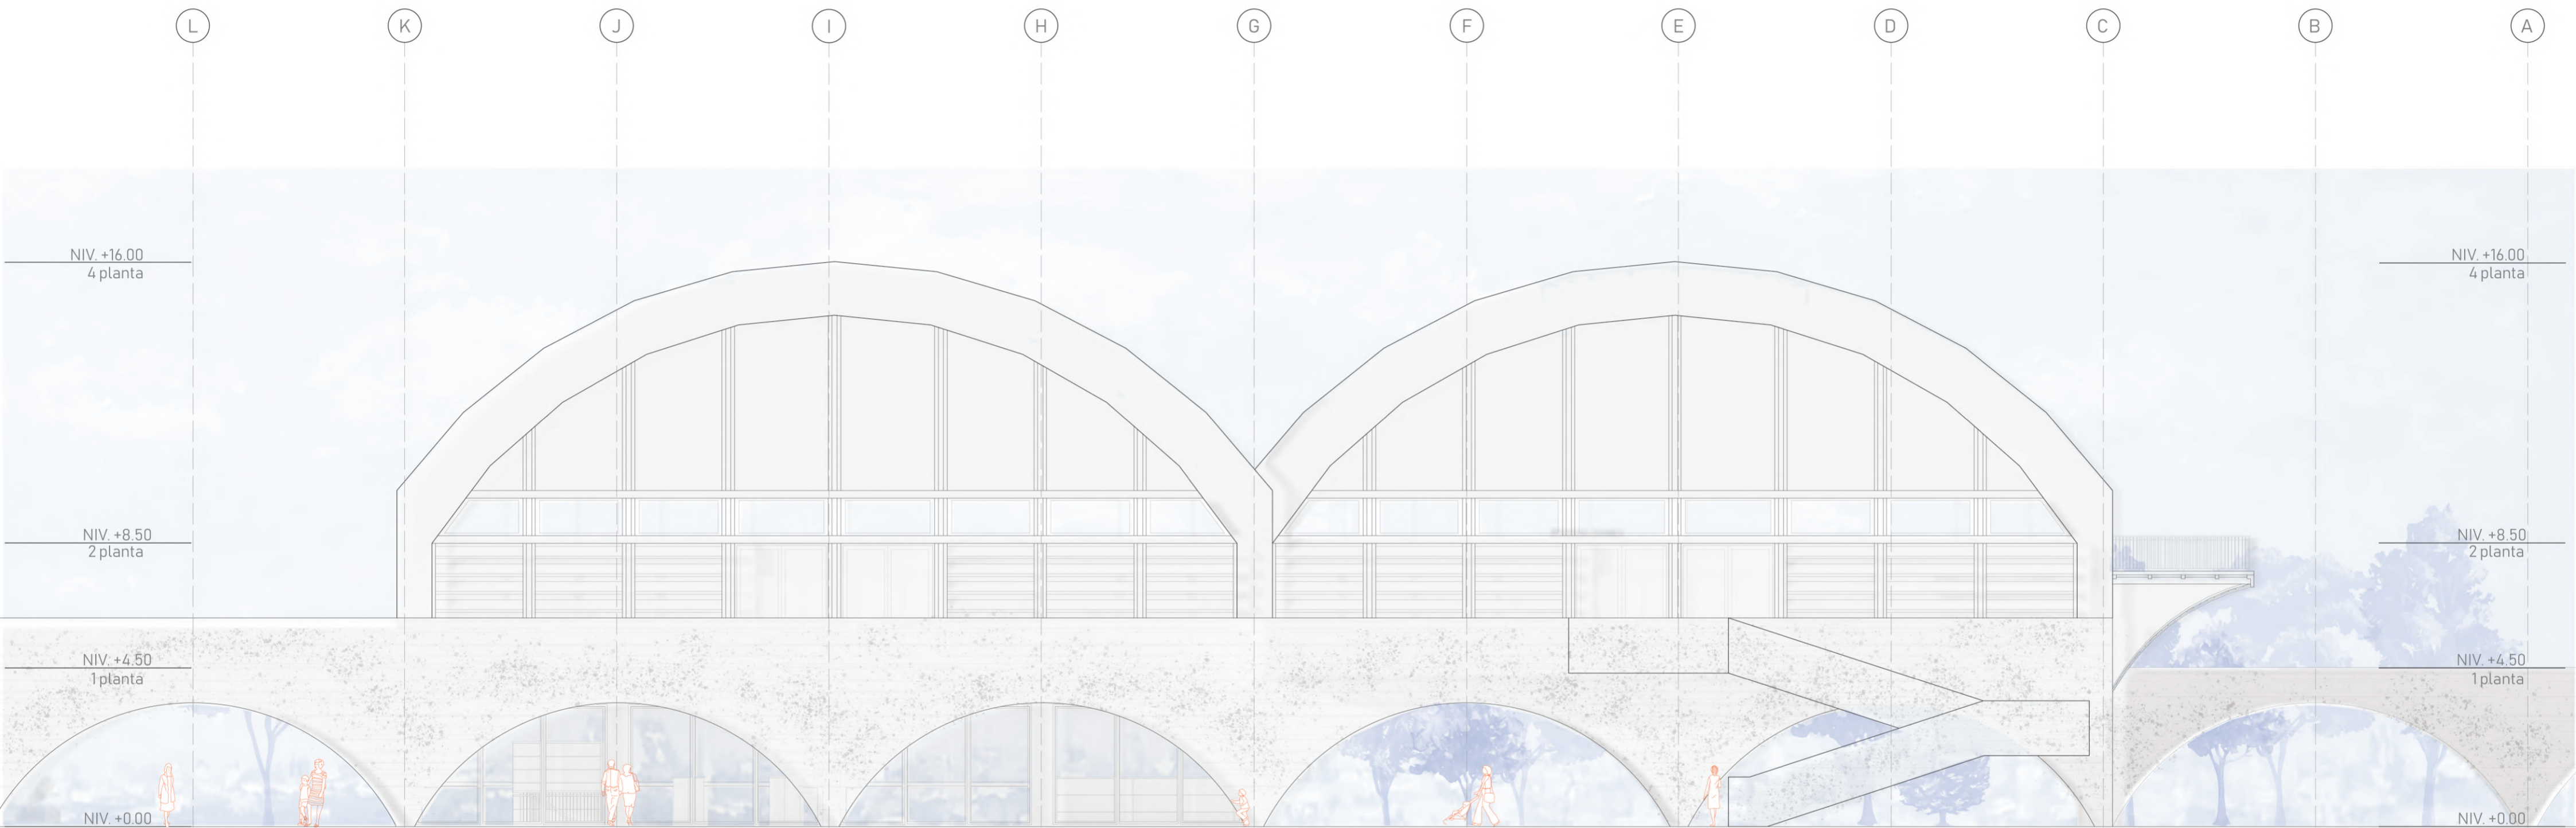 L K J I H G F E D C B A
NIV. +16.00
4 planta
NIV. +16.00
4 planta
NIV. +8.50
2 planta
NIV. +8.50
2 planta
NIV. +4.50
1 planta
NIV. +4.50
1 planta
NIV. +0.00
NIV. +0.00